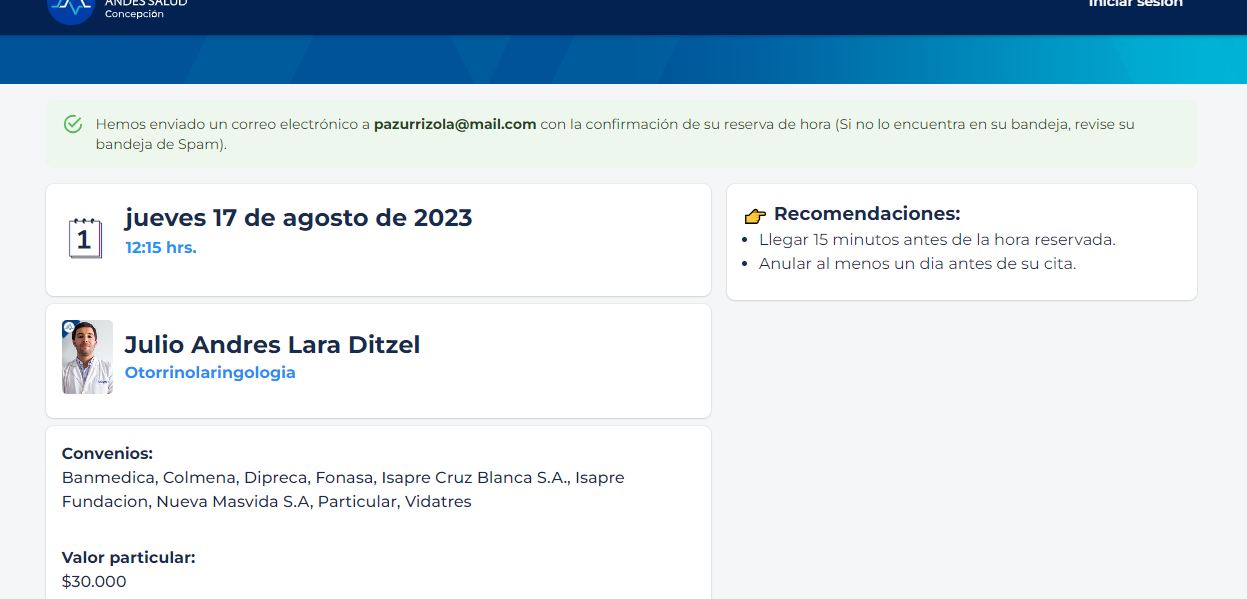 ANDES SALUD
Concepción
Iniciar sesión
Hemos enviado un correo electrónico a pazurrizola@mail.com con la confirmación de su reserva de hora (Si no lo encuentra en su bandeja, revise su
bandeja de Spam).
1
jueves 17 de agosto de 2023
12:15 hrs.
Julio Andres Lara Ditzel
Otorrinolaringologia
Convenios:
Banmedica, Colmena, Dipreca, Fonasa, Isapre Cruz Blanca S.A., Isapre
Fundacion, Nueva Masvida S.A, Particular, Vidatres
Valor particular:
$30.000
Recomendaciones:
Llegar 15 minutos antes de la hora reservada.
Anular al menos un dia antes de su cita.